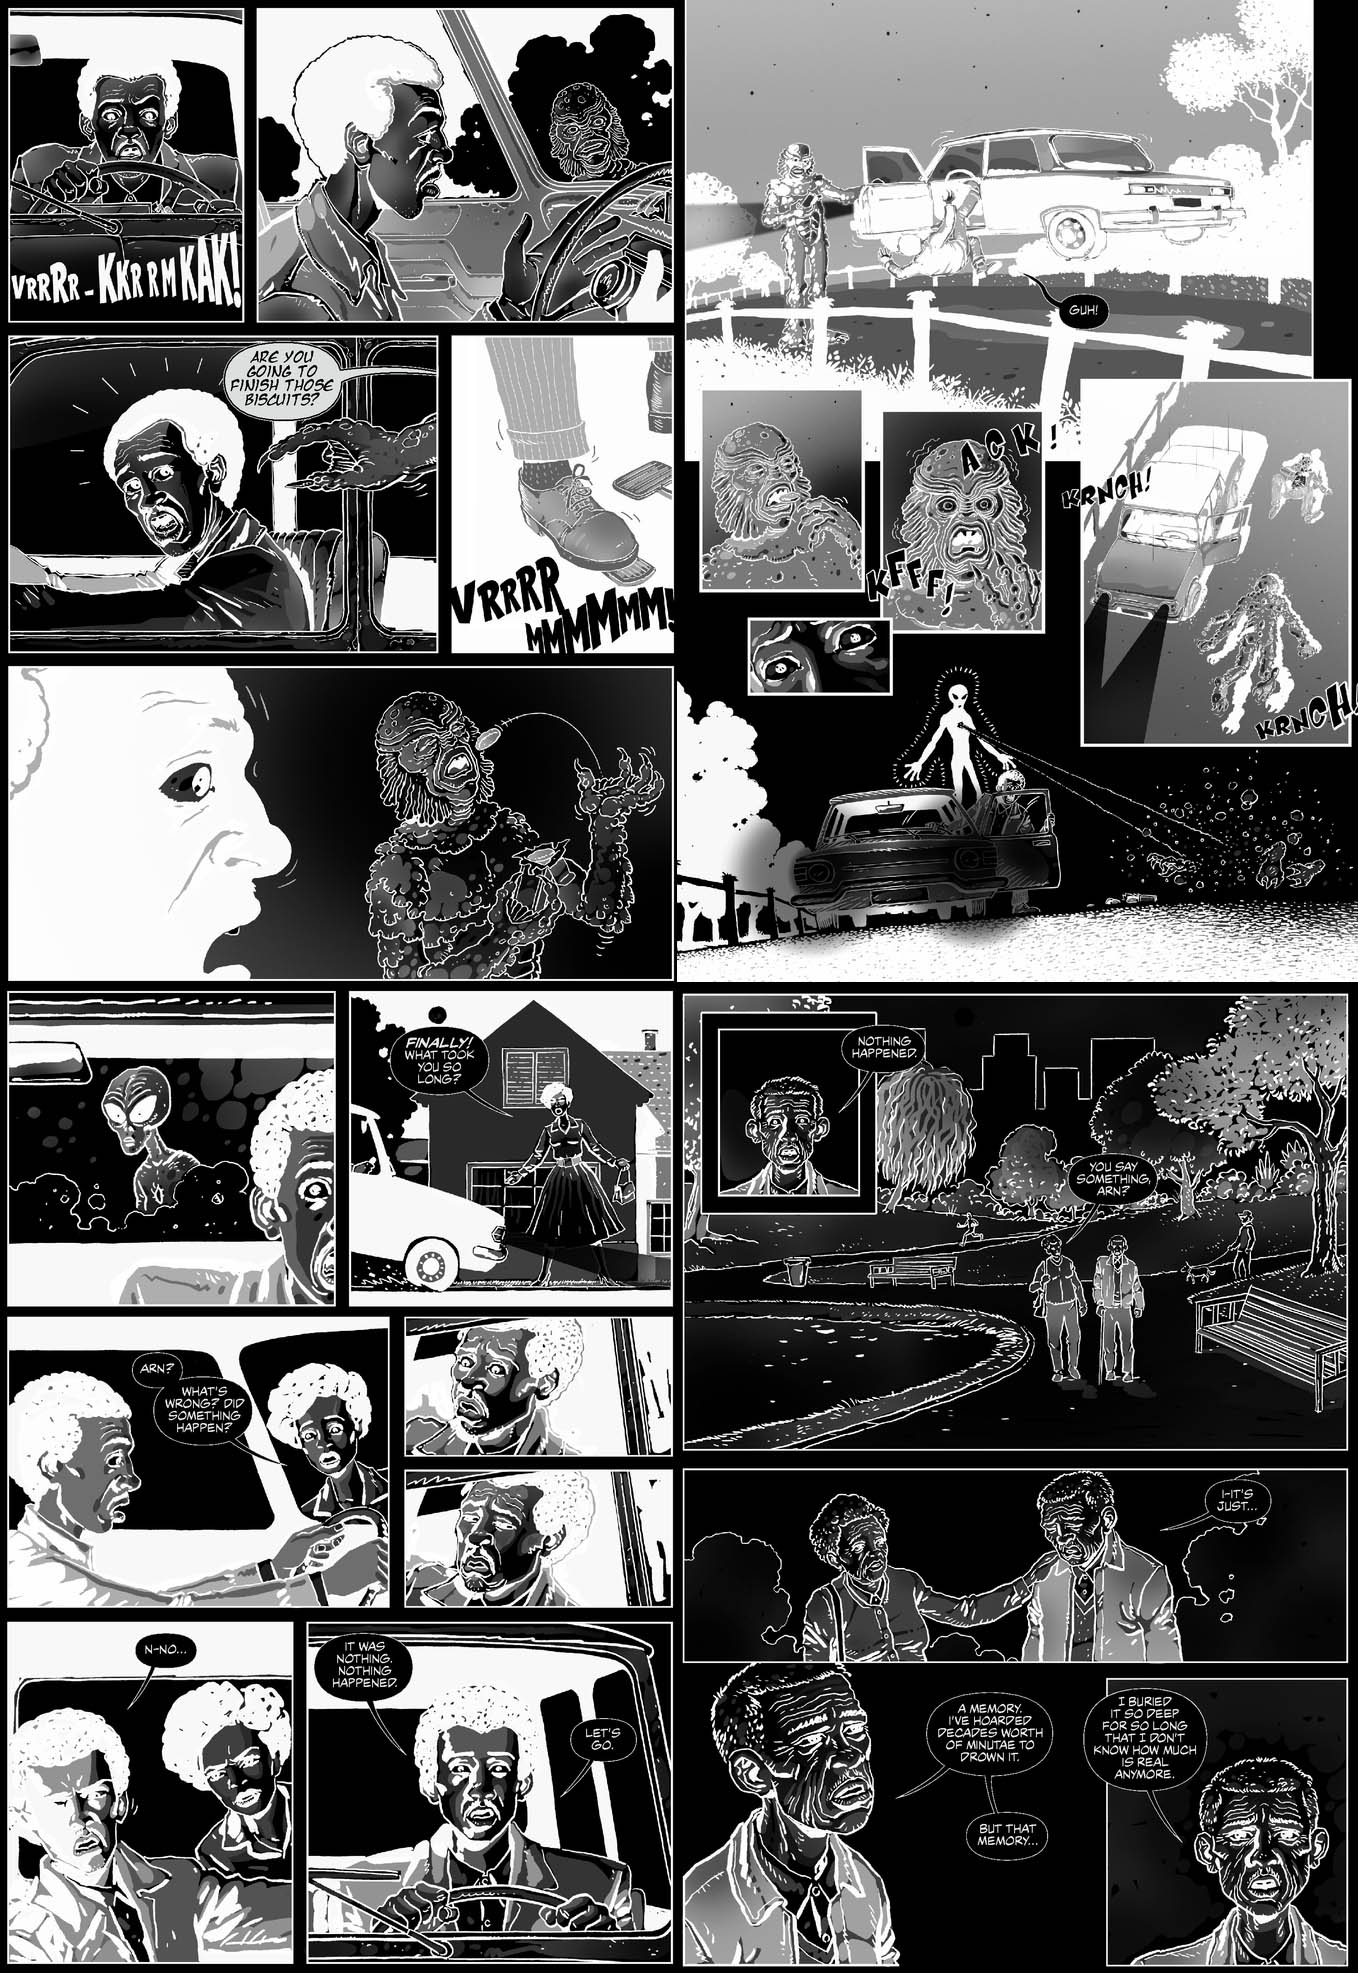 VRRRR - KKRRMKAK!
ARE YOU
GOING TO
FINISH THOSE
BISCUITS?
VRRRR
MMMMMMM!
GUH!
ACK!
KFFF!
KRNCH!
KRNCH!
FINALLY!
WHAT TOOK
YOU SO
LONG?
ARN?
WHAT'S
WRONG? DID
SOMETHING
HAPPEN?
N-NO...
IT WAS
NOTHING.
NOTHING
HAPPENED.
LET'S
GO.
NOTHING
HAPPENED.
YOU SAY
SOMETHING,
ARN?
I-IT'S
JUST...
A MEMORY.
I'VE HOARDED
DECADES WORTH
OF MINUTAE TO
DROWN IT.
BUT THAT
MEMORY...
I BURIED
IT SO DEEP
FOR SO LONG
THAT I DON'T
KNOW HOW MUCH
IS REAL
ANYMORE.